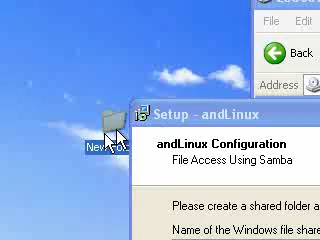 File Edit
Back
Address
Setup - andLinux
andLinux Configuration
File Access Using Samba
Please create a shared folder a
Name of the Windows file share